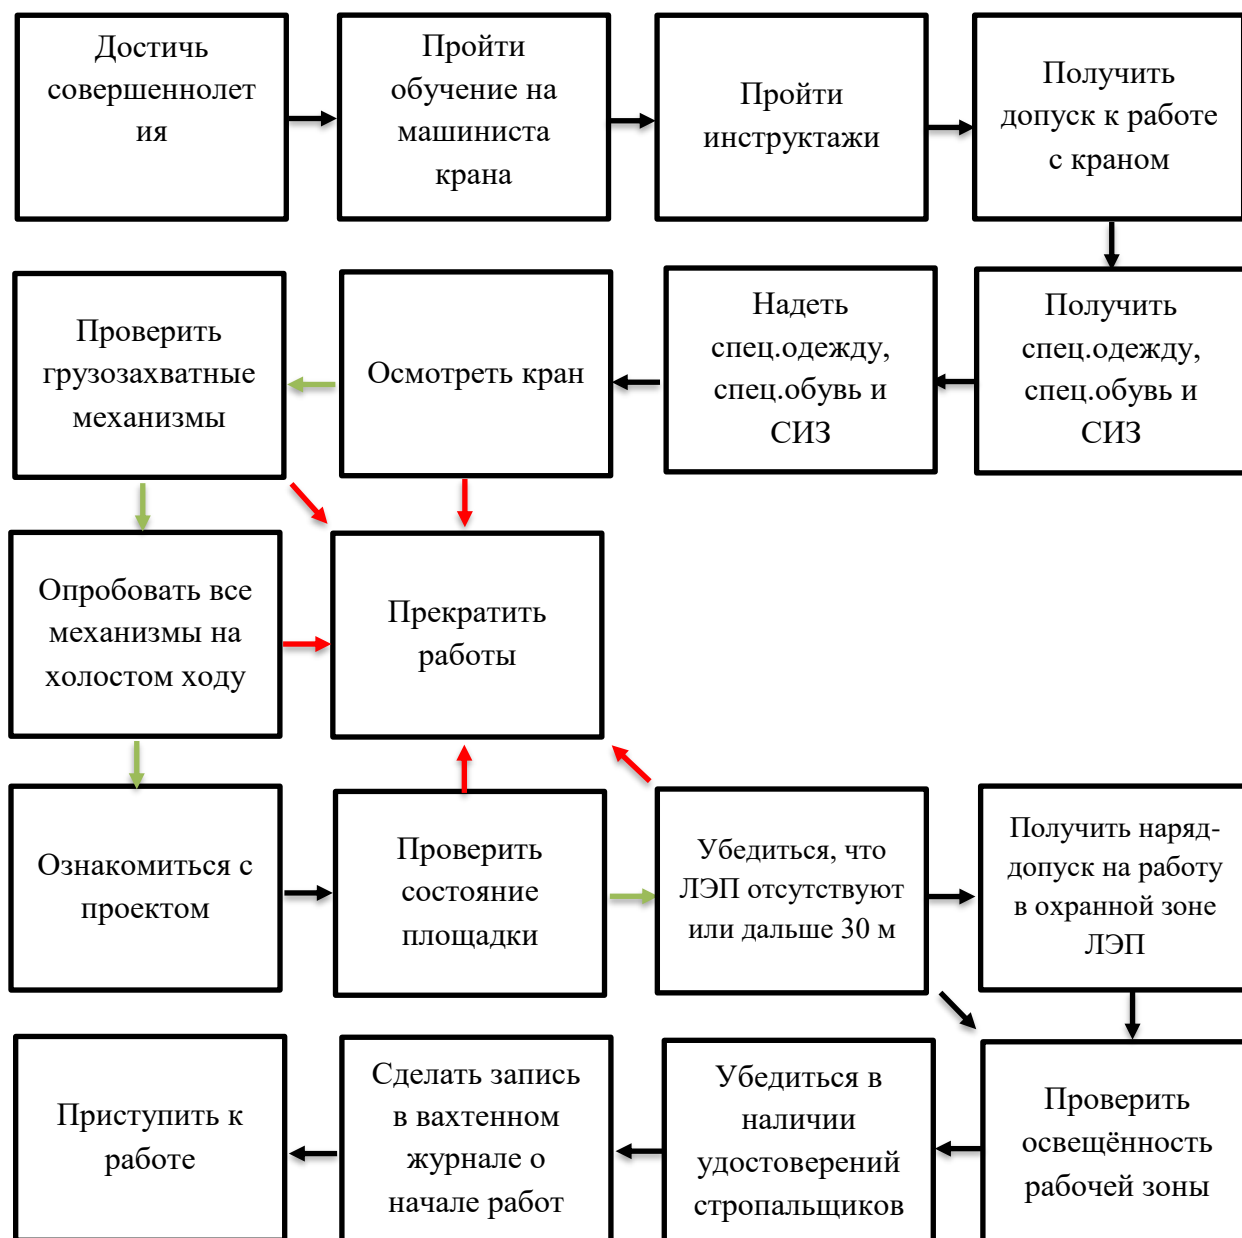 Достичь
совершеннолет
ия
Пройти
обучение на
машиниста
крана
Пройти
инструктажи
Получить
допуск к работе
с краном
Получить
спец.одежду,
спец.обувь и
СИЗ
Надеть
спец.одежду,
спец.обувь и
СИЗ
Осмотреть кран
Проверить
грузозахватные
механизмы
Опробовать все
механизмы на
холостом ходу
Прекратить
работы
Ознакомиться с
проектом
Проверить
состояние
площадки
Убедиться, что
ЛЭП отсутствуют
или дальше 30 м
Получить наряд-
допуск на работу
в охранной зоне
ЛЭП
Проверить
освещённость
рабочей зоны
Убедиться в
наличии
удостоверений
стропальщиков
Сделать запись
в вахтенном
журнале о
начале работ
Приступить к
работе